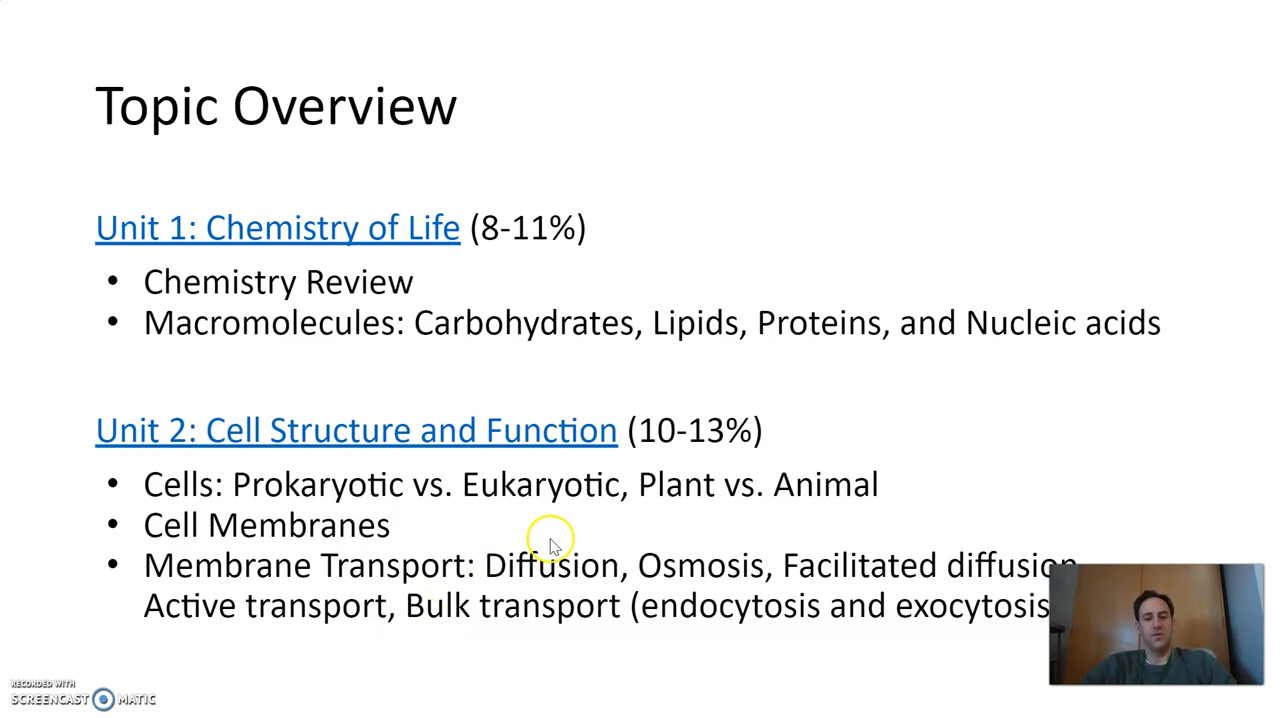 Topic Overview
Unit 1: Chemistry of Life (8-11%)
• Chemistry Review
• Macromolecules: Carbohydrates, Lipids, Proteins, and Nucleic acids
Unit 2: Cell Structure and Function (10-13%)
• Cells: Prokaryotic vs. Eukaryotic, Plant vs. Animal
• Cell Membranes
• Membrane Transport: Diffusion, Osmosis, Facilitated diffusion
Active transport, Bulk transport (endocytosis and exocytosis
RECORDED WITH
SCREENCAST MATIC